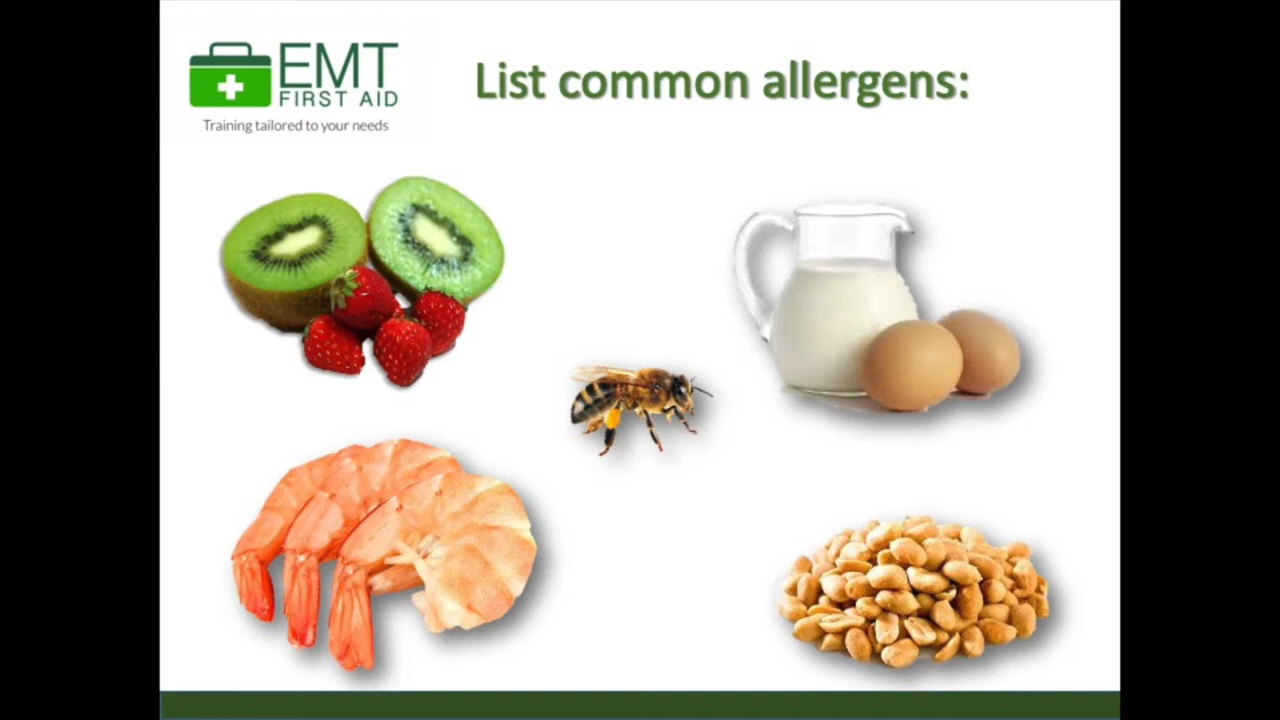 EMT
FIRST AID
Training tailored to your needs
List common allergens: